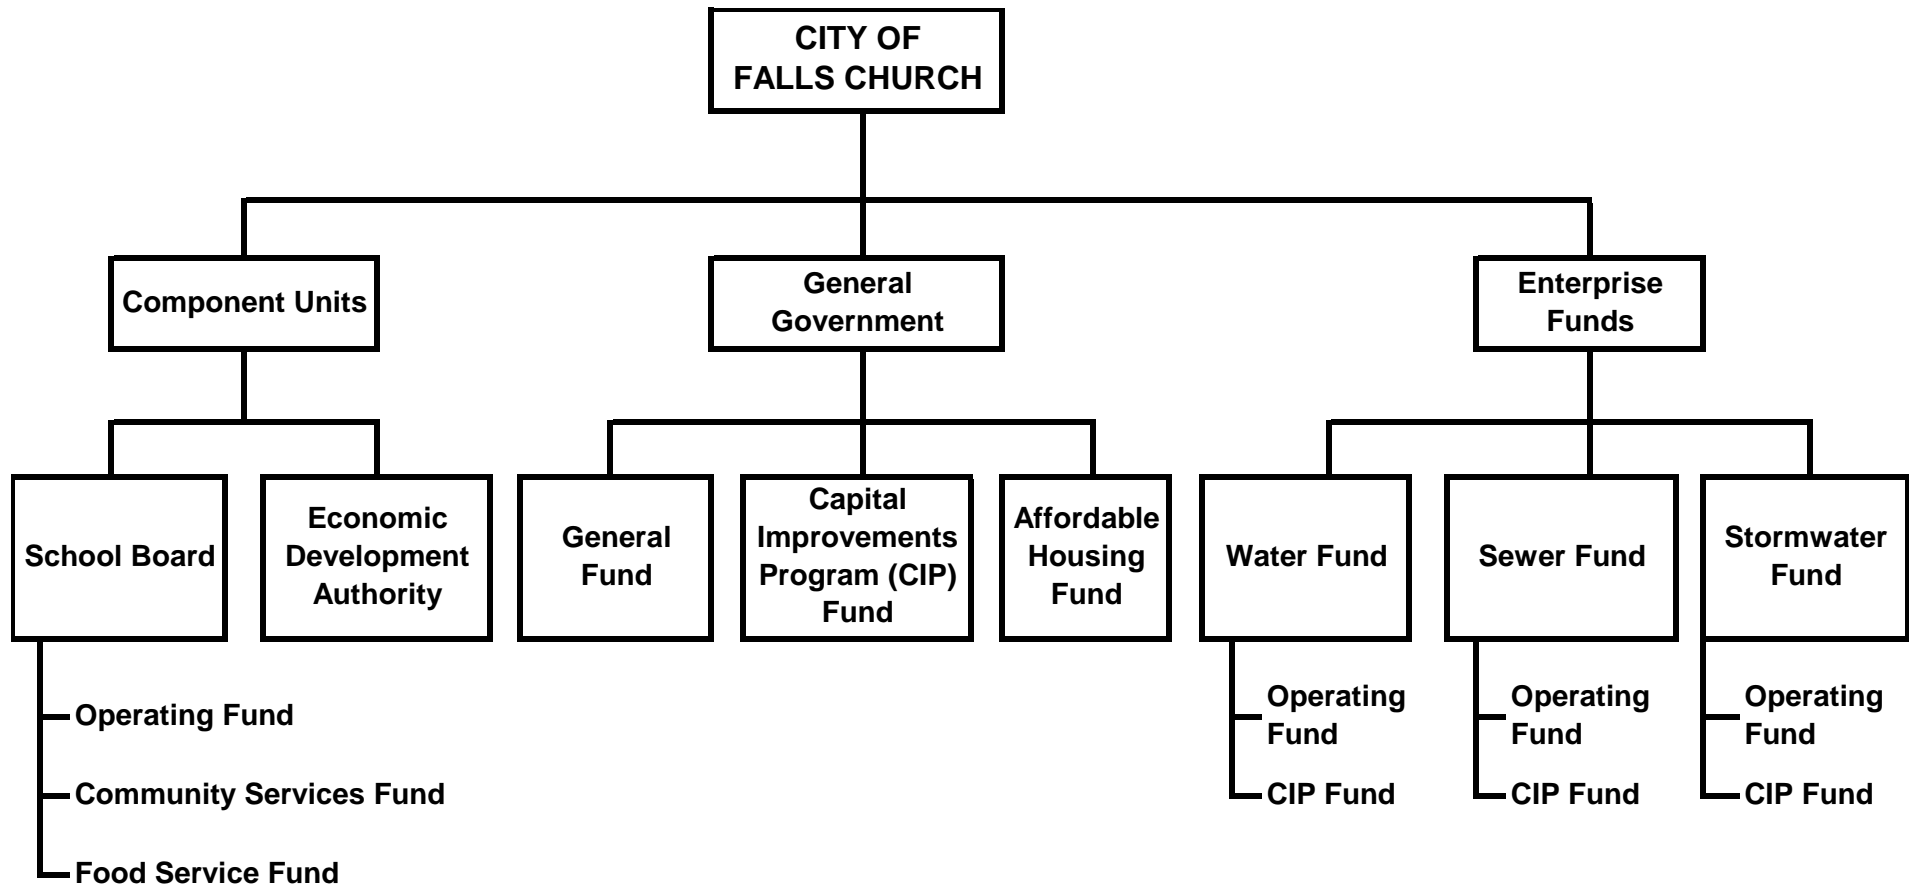 CITY OF
FALLS CHURCH
Component Units
General
Government
Enterprise
Funds
School Board
Economic
Development
Authority
General
Fund
Capital
Improvements
Program (CIP)
Fund
Affordable
Housing
Fund
Water Fund
Sewer Fund
Stormwater
Fund
Operating Fund
Community Services Fund
Food Service Fund
Operating
Fund
CIP Fund
Operating
Fund
CIP Fund
Operating
Fund
CIP Fund